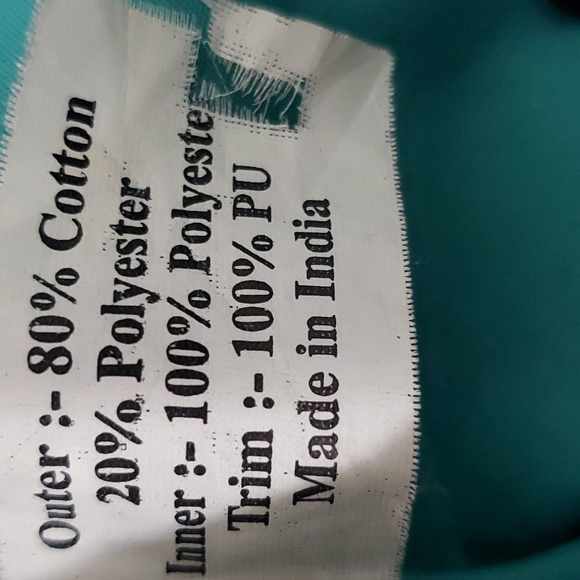 Outer :- 80% Cotton
20% Polyester
Inner :- 100% Polyeste
Trim :- 100% PU
Made in India